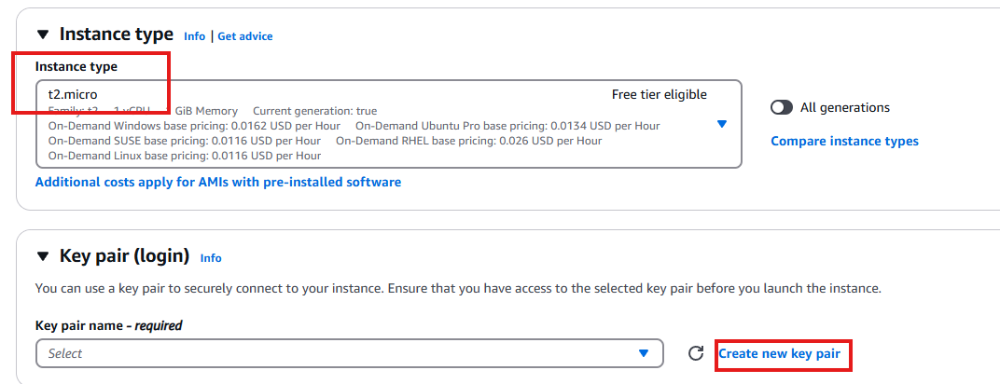 Instance type Info | Get advice
Instance type
t2.micro Free tier eligible
Family: t2 1 vCPU GiB Memory Current generation: true
On-Demand Windows base pricing: 0.0162 USD per Hour On-Demand Ubuntu Pro base pricing: 0.0134 USD per Hour
On-Demand SUSE base pricing: 0.0116 USD per Hour On-Demand RHEL base pricing: 0.026 USD per Hour
On-Demand Linux base pricing: 0.0116 USD per Hour
All generations
Compare instance types
Additional costs apply for AMIs with pre-installed software
Key pair (login) Info
You can use a key pair to securely connect to your instance. Ensure that you have access to the selected key pair before you launch the instance.
Key pair name - required
Select
Create new key pair